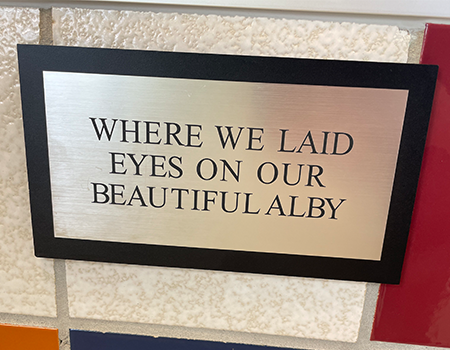 WHERE WE LAID
EYES ON OUR
BEAUTIFUL ALBY